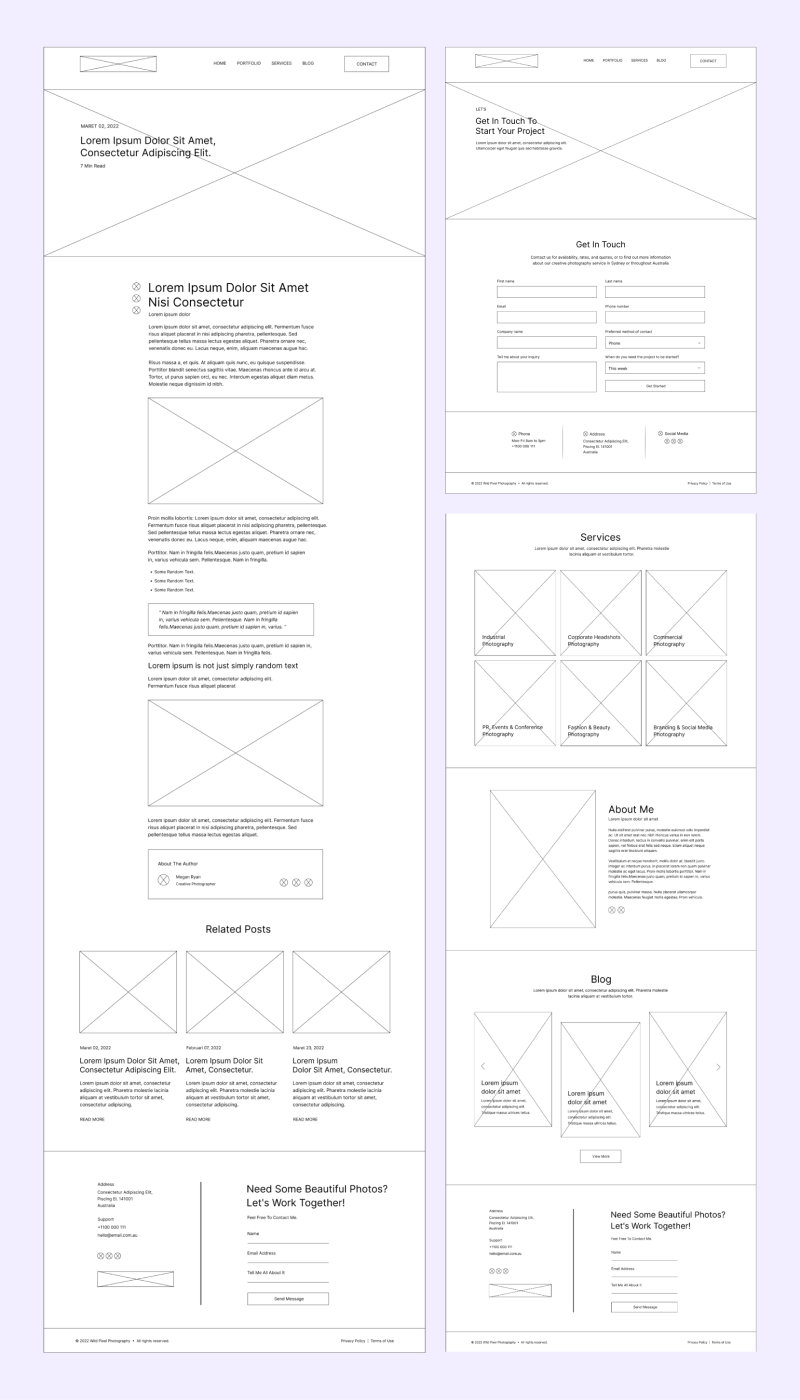 HOME PORTFOLIO SERVICES BLOG CONTACT
MARET 02, 2022
Lorem Ipsum Dolor Sit Amet,
Consectetur Adipiscing Elit.
7 Min Read
Lorem Ipsum Dolor Sit Amet
Nisi Consectetur
Lorem ipsum dolor
Lorem ipsum dolor sit amet, consectetur adipiscing elit. Fermentum fusce
risus aliquet placerat in nisi adipiscing pharetra, pellentesque. Sed
pellentesque tellus massa lectus egestas aliquet. Pharetra ornare nec,
venenatis donec eu. Lacus neque, enim, aliquam maecenas augue hac.
Risus massa a, et quis. At aliquam quis nunc, eu quisque suspendisse.
Porttitor blandit senectus sagittis vitae. Maecenas rhoncus ante id arcu at.
Tortor, ut parus sapien orci, eu nec. Interdum egestas aliquet diam metus.
Molestie neque dignissim id nibh.
Proin mollis lobortis: Lorem ipsum dolor sit amet, consectetur adipiscing elit.
Fermentum fusce risus aliquet placerat in nisi adipiscing pharetra, pellentesque.
Sed pellentesque tellus massa lectus egestas aliquet. Pharetra ornare nec,
venenatis donec eu. Lacus neque, enim, aliquam maecenas augue hac.
Porttitor. Nam in fringilla felis.Maecenas justo quam, pretium id sapien
in, varius vehicula sem. Pellentesque. Nam in fringilla.
• Some Random Text.
• Some Random Text.
• Some Random Text.
" Nam in fringilla felis.Maecenas justo quam, pretium id sapien
in, varius vehicula sem. Pellentesque. Nam in fringilla
felis.Maecenas justo quam, pretium id sapien in, varius. "
Porttitor. Nam in fringilla felis.Maecenas justo quam, pretium id sapien in,
varius vehicula sem. Pellentesque. Nam in fringilla felis.
Lorem ipsum is not just simply random text
Lorem ipsum dolor sit amet, consectetur adipiscing elit.
Fermentum fusce risus aliquet placerat
Lorem ipsum dolor sit amet, consectetur adipiscing elit. Fermentum fusce
risus aliquet placerat in nisi adipiscing pharetra, pellentesque. Sed
pellentesque tellus massa lectus egestas aliquet.
About The Author
Megan Ryan
Creative Photographer
Related Posts
Maret 02, 2022
Lorem Ipsum Dolor Sit Amet,
Consectetur Adipiscing Elit.
Lorem ipsum dolor sit amet, consectetur
adipiscing elit. Pharetra molestie lacinia
aliquam at vestibulum tortor sit amet,
consectetur adipiscing.
READ MORE
Febcuari 07, 2022
Lorem Ipsum Dolor Sit
Amet, Consectetur.
Lorem ipsum dolor sit amet, consectetur
adipiscing elit. Pharetra molestie lacinia
aliquam at vestibulum tortor sit amet,
consectetur adipiscing.
READ MORE
Maret 23, 2022
Lorem Ipsum
Dolor Sit Amet, Consectetur.
Lorem ipsum dolor sit amet, consectetur
adipiscing elit. Pharetra molestie lacinia
aliquam at vestibulum tortor sit amet,
consectetur adipiscing.
READ MORE
Address
Consectetur Adipiscing Elit,
Piscing El. 141001
Australia
Support
+1100 000 111
hello@email.com.au
Need Some Beautiful Photos?
Let's Work Together!
Feel Free To Contact Me.
Name
Email Address
Tell Me All About It
Send Message
© 2022 Wild Pixel Photography • All rights reserved.
Privacy Policy | Terms of Use
HOME PORTFOLIO SERVICES BLOG CONTACT
LET'S
Get In Touch To
Start Your Project
Lorem ipsum dolor sit amet, consectetur adipiscing elit.
Ullamcorper eget feugiat quis sed habitasse gravida.
Get In Touch
Contact us for availability, rates, and quotes, or to find out more information
about our creative photography service in Sydney or throughout Australia
First name
Last name
Email
Phone number
Company name
Preferred method of contact
Phone
Tell me about your inquiry
When do you need the project to be started?
This week
Get Started
Phone
Mon-Fri 8am to 5pm
+1100 000 111
Address
Consectetur Adipiscing Elit,
Piscing El. 141001
Australia
Social Media
© 2022 Wild Pixel Photography • All rights reserved.
Privacy Policy | Terms of Use
Services
Lorem ipsum dolor sit amet, consectetur adipiscing elit. Pharetra molestie
lacinia aliquam at vestibulum tortor.
Industrial
Photography
Corporate Headshots
Photography
Commercial
Photography
PR, Events & Conference
Photography
Fashion & Beauty
Photography
Branding & Social Media
Photography
About Me
Lorem ipsum dolor sit amet
Blog
Lorem ipsum dolor sit amet, consectetur adipiscing elit. Pharetra molestie
lacinia aliquam at vestibulum tortor.
Lorem ipsum
dolor sit amet
Lorem ipsum dolor sit amet,
consectetur adipiscing elit.
Tristique massa ultrices lectus.
Lorem ipsum
dolor sit amet
Lorem ipsum dolor sit amet,
consectetur adipiscing elit.
Tristique massa ultrices lectus.
Lorem ipsum
dolor sit amet
Lorem ipsum dolor sit amet,
consectetur adipiscing elit.
Tristique massa ultrices lectus.
View More
Address
Consectetur Adipiscing Elit,
Piscing El. 141001
Australia
Support
+1100 000 111
hello@email.com.au
Need Some Beautiful Photos?
Let's Work Together!
Feel Free To Contact Me.
Name
Email Address
Tell Me All About It
Send Message
© 2022 Wild Pixel Photography • All rights reserved.
Privacy Policy | Terms of Use